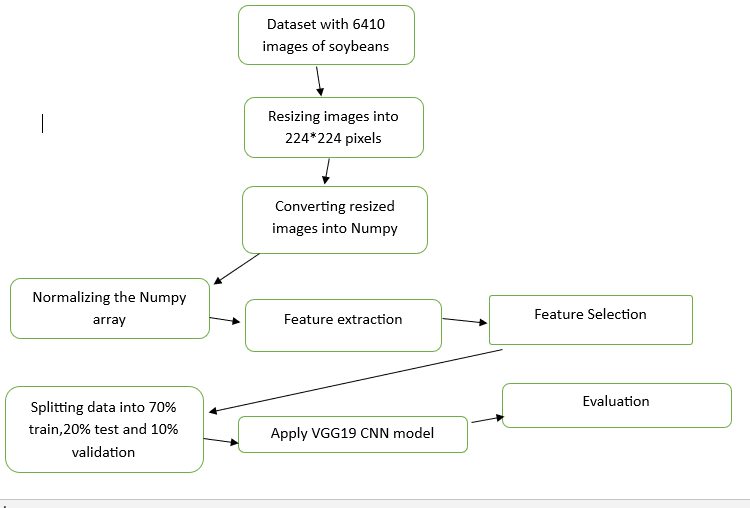 Dataset with 6410
images of soybeans
Resizing images into
224*224 pixels
Converting resized
images into Numpy
Normalizing the Numpy
array
Feature extraction
Feature Selection
Splitting data into 70%
train,20% test and 10%
validation
Apply VGG19 CNN model
Evaluation